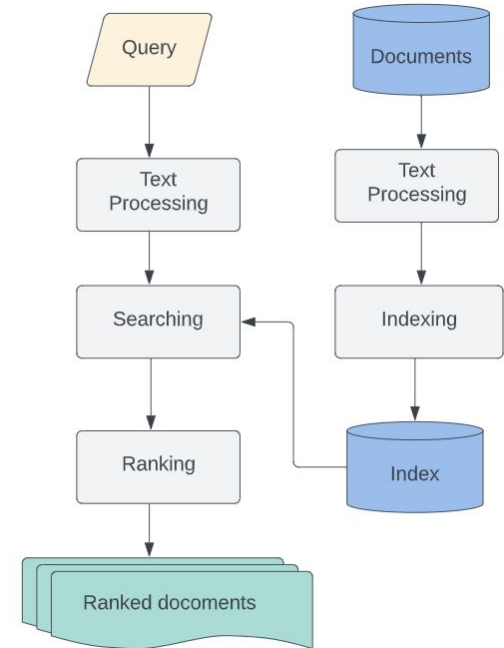 Query
Documents
Text
Processing
Text
Processing
Searching
Indexing
Ranking
Index
Ranked docoments